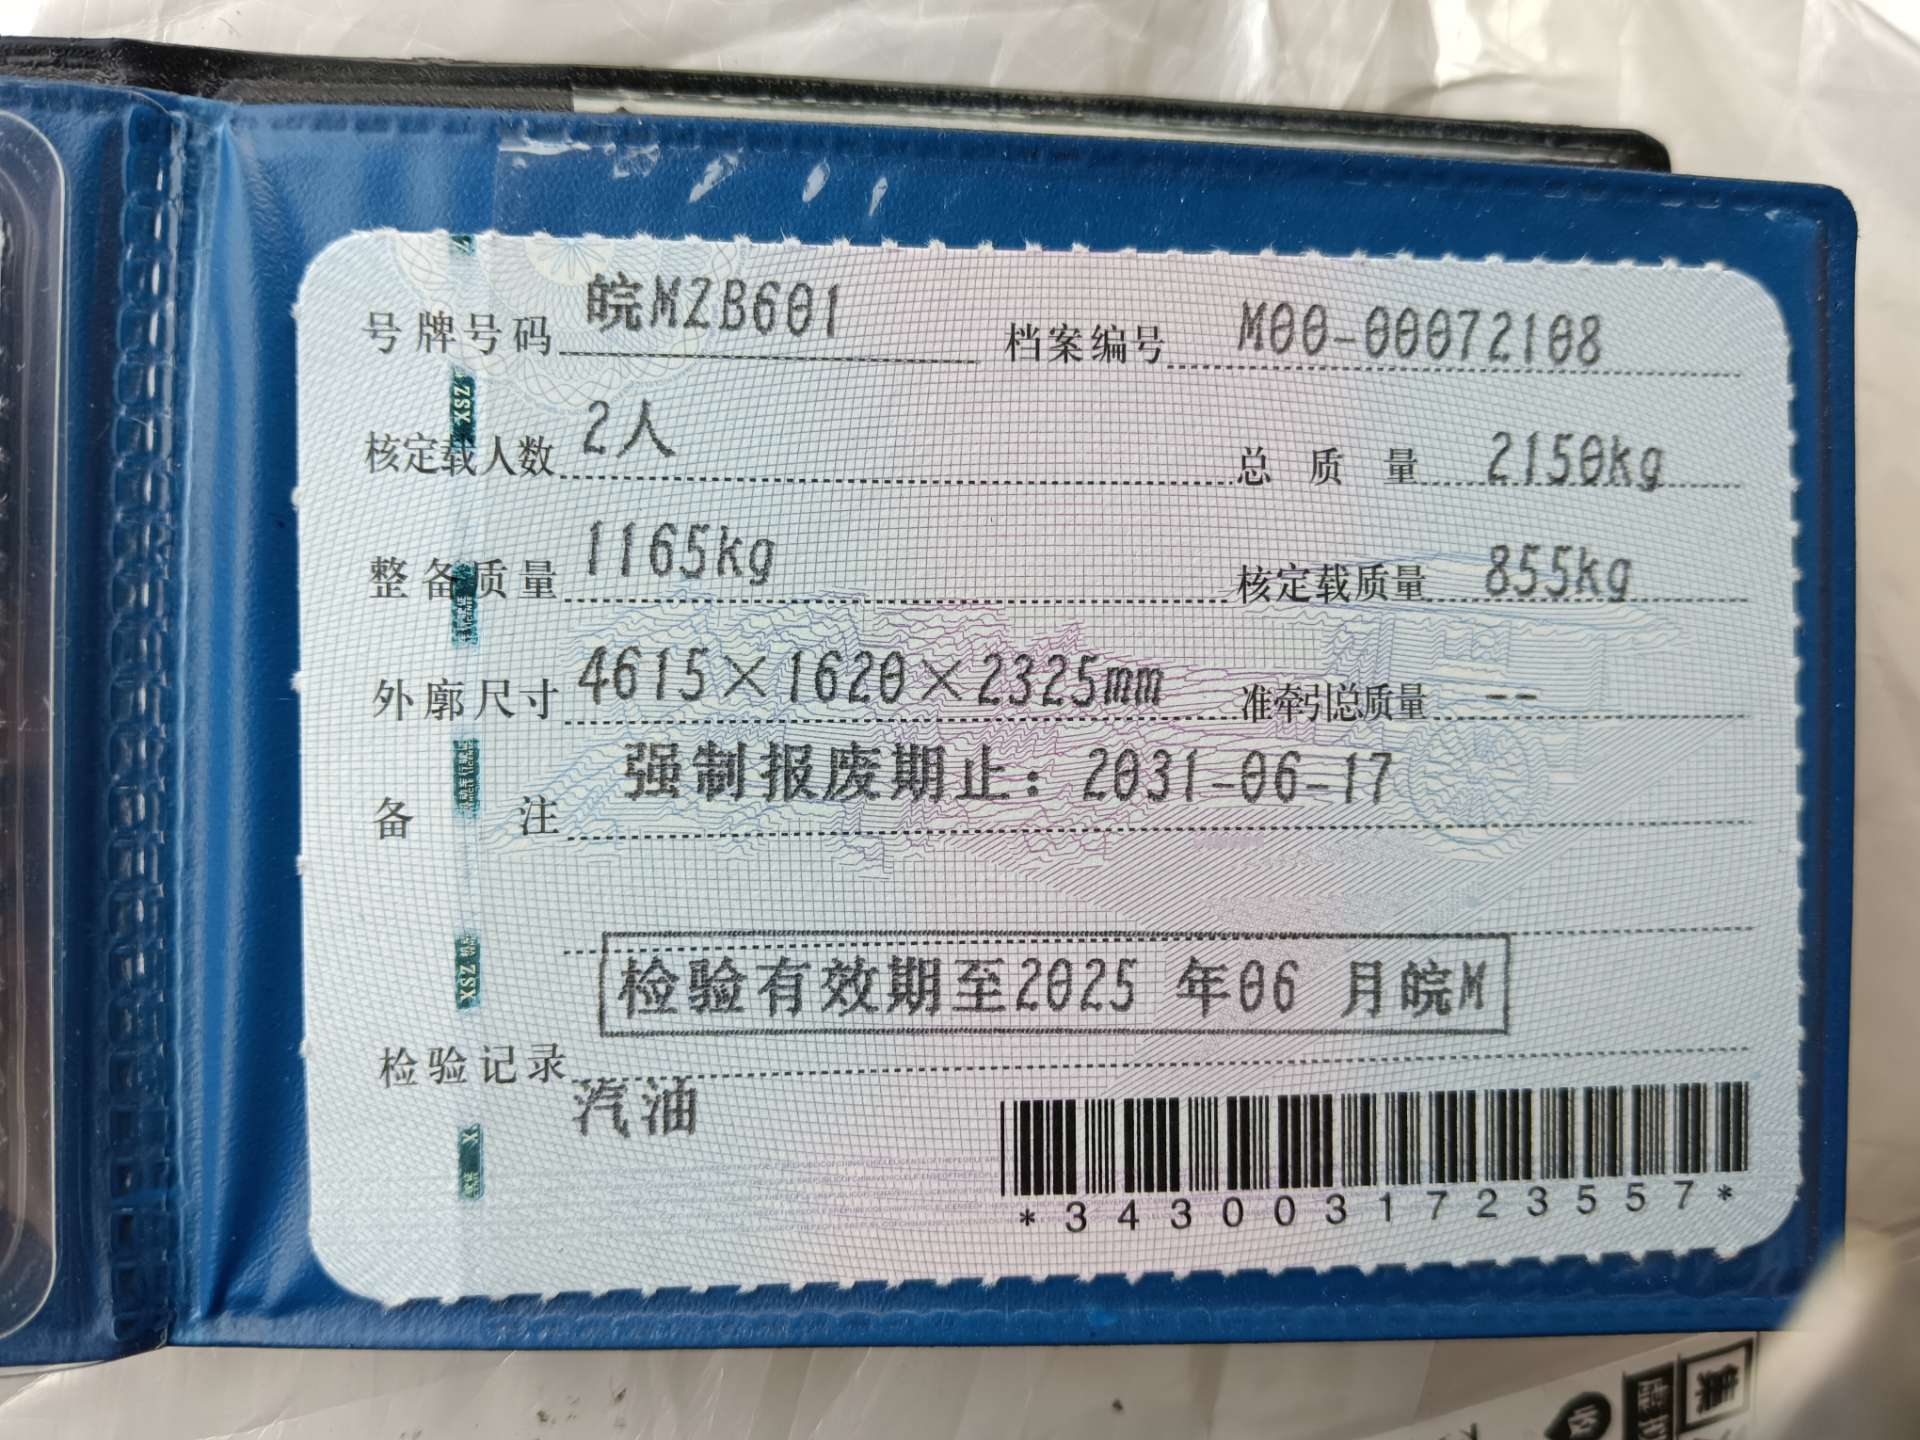 号牌号码 皖MZB601 档案编号 M00-00072108
核定载人数 2人 总质量 2150kg
整备质量 1165kg 核定载质量 855kg
外廓尺寸 4615×1620×2325mm 准牵引总质量 --
备注 强制报废期止：2031-06-17
检验有效期至2025 年06 月皖M
检验记录
汽油
*3430031723557*
XSZ
XSZ
集